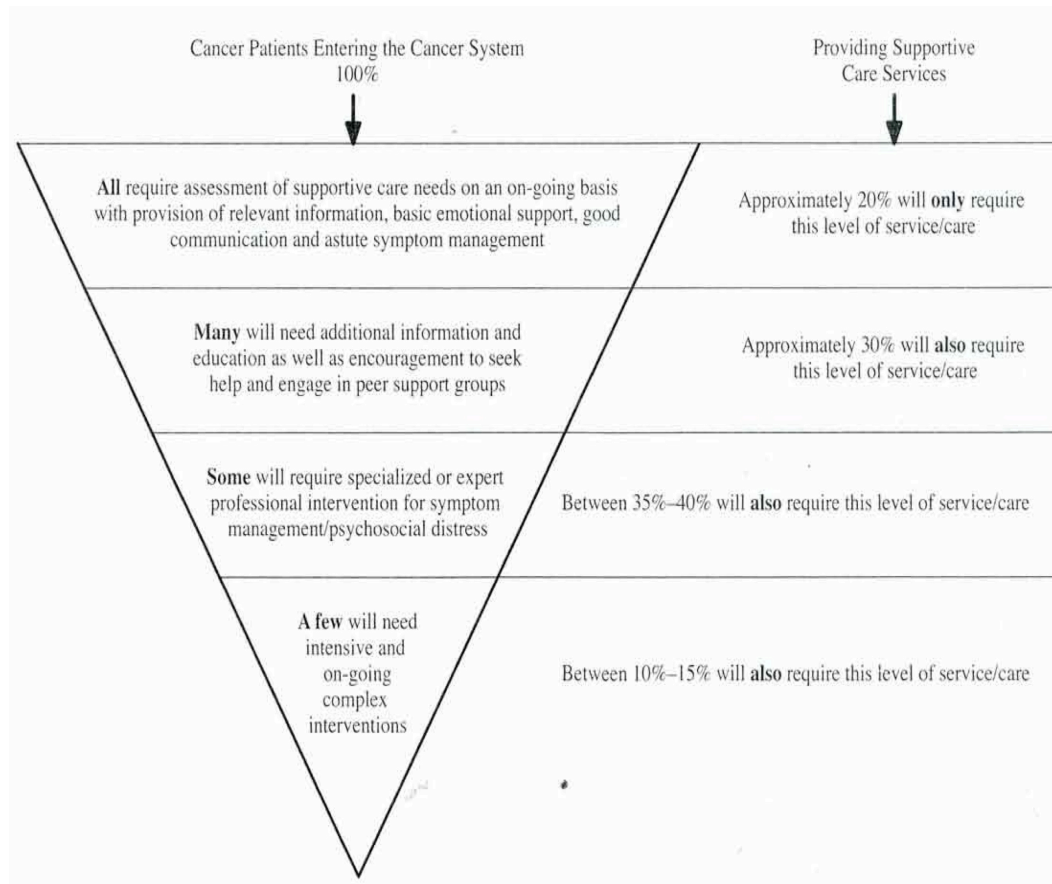 Cancer Patients Entering the Cancer System
100%
Providing Supportive
Care Services
All require assessment of supportive care needs on an on-going basis
with provision of relevant information, basic emotional support, good
communication and astute symptom management
Approximately 20% will only require
this level of service/care
Many will need additional information and
education as well as encouragement to seek
help and engage in peer support groups
Approximately 30% will also require
this level of service/care
Some will require specialized or expert
professional intervention for symptom
management/psychosocial distress
Between 35%–40% will also require this level of service/care
A few will need
intensive and
on-going
complex
interventions
Between 10%–15% will also require this level of service/care